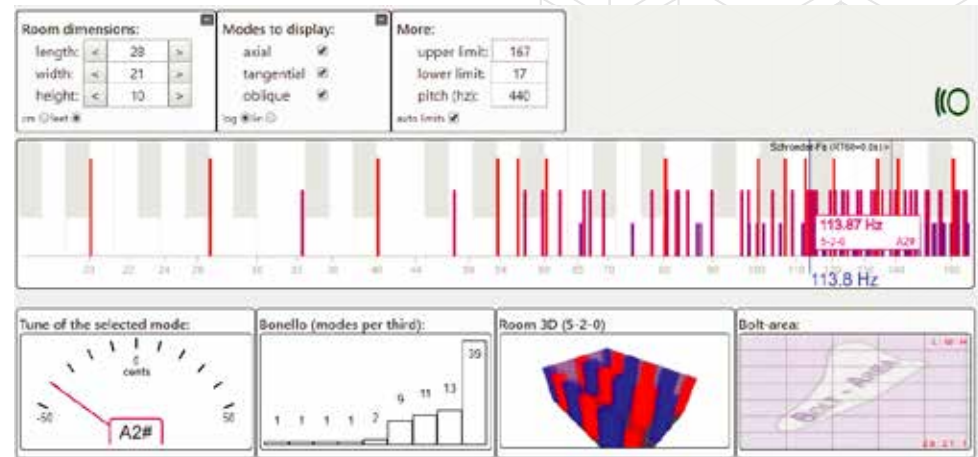 Room dimensions:
length: < 28 >
width: < 21 >
height: < 10 >
cm feet
Modes to display:
axial
tangential
oblique
log lin
More:
upper limit: 167
lower limit: 17
pitch (hz): 440
auto limits
113.87 Hz
5-2-0 A2#
113.8 Hz
Tune of the selected mode:
0
cents
-50 50
A2#
Bonello (modes per third):
1 1 1 1 2 9 11 13 39
Room 3D (5-2-0)
Bolt-area:
L W H
Bolt - Area